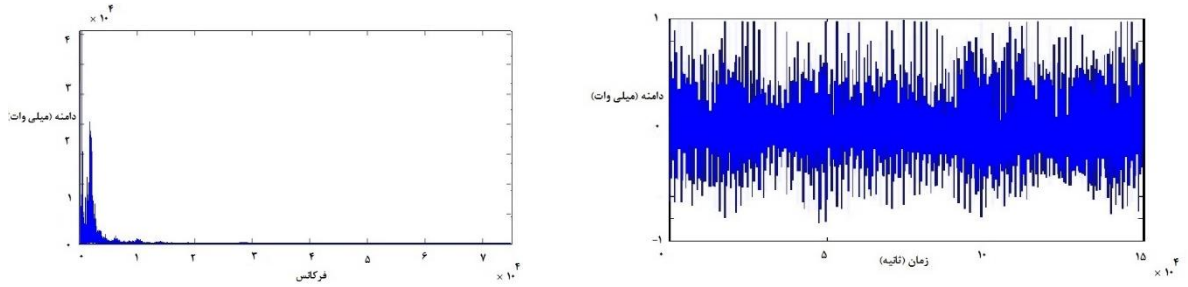 × ۱۰ ۴
۴
۳
دامنه (میلی وات)
۲
۱
۰
۰ ۱ ۲ ۳ ۴ ۵ ۶ ۷
فرکانس
× ۱۰ ۴
۱
دامنه (میلی وات)
۰
-۱
۰ ۵ ۱۰ ۱۵
زمان (ثانیه)
× ۱۰ ۴